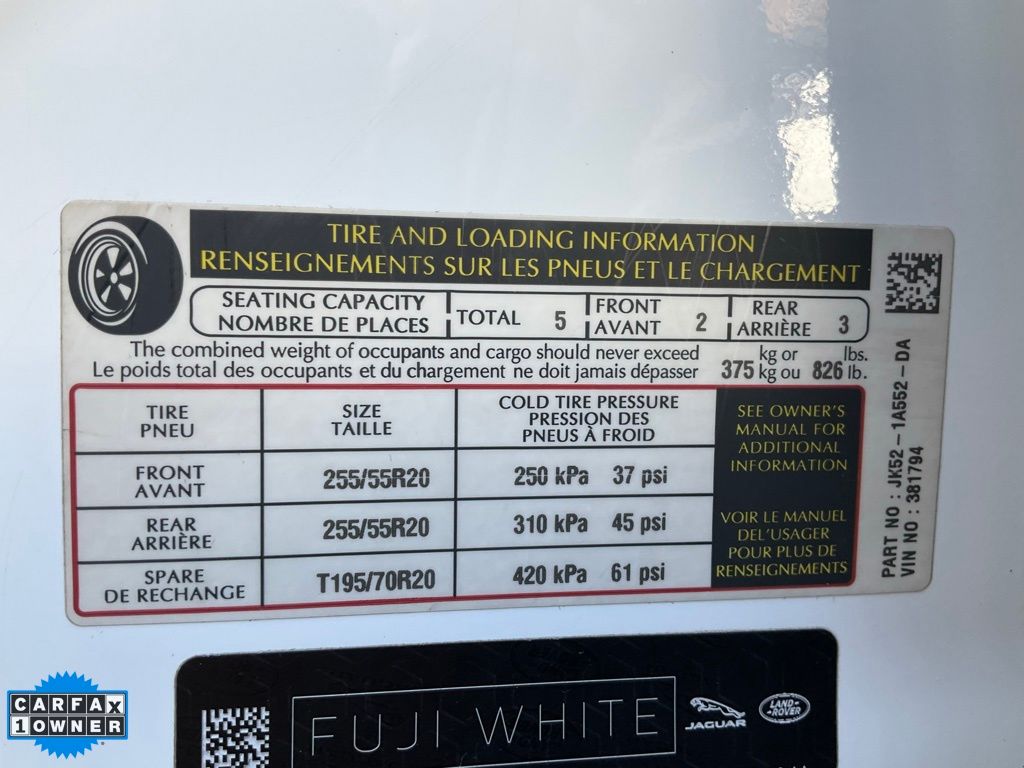 TIRE AND LOADING INFORMATION
RENSEIGNEMENTS SUR LES PNEUS ET LE CHARGEMENT
SEATING CAPACITY
NOMBRE DE PLACES
TOTAL 5
FRONT
AVANT 2
REAR
ARRIÈRE 3
The combined weight of occupants and cargo should never exceed 375 kg or 826 lbs.
Le poids total des occupants et du chargement ne doit jamais dépasser kg ou lb.
TIRE
PNEU
SIZE
TAILLE
COLD TIRE PRESSURE
PRESSION DES
PNEUS À FROID
FRONT
AVANT
255/55R20
250 kPa 37 psi
REAR
ARRIÈRE
255/55R20
310 kPa 45 psi
SPARE
DE RECHANGE
T195/70R20
420 kPa 61 psi
SEE OWNER'S
MANUAL FOR
ADDITIONAL
INFORMATION
VOIR LE MANUEL
DEL'USAGER
POUR PLUS DE
RENSEIGNEMENTS
PART NO : JK52-1A552-DA
VIN NO : 381794
FUJI WHITE
JAGUAR
LAND-
ROVER
CARFAX
1 OWNER